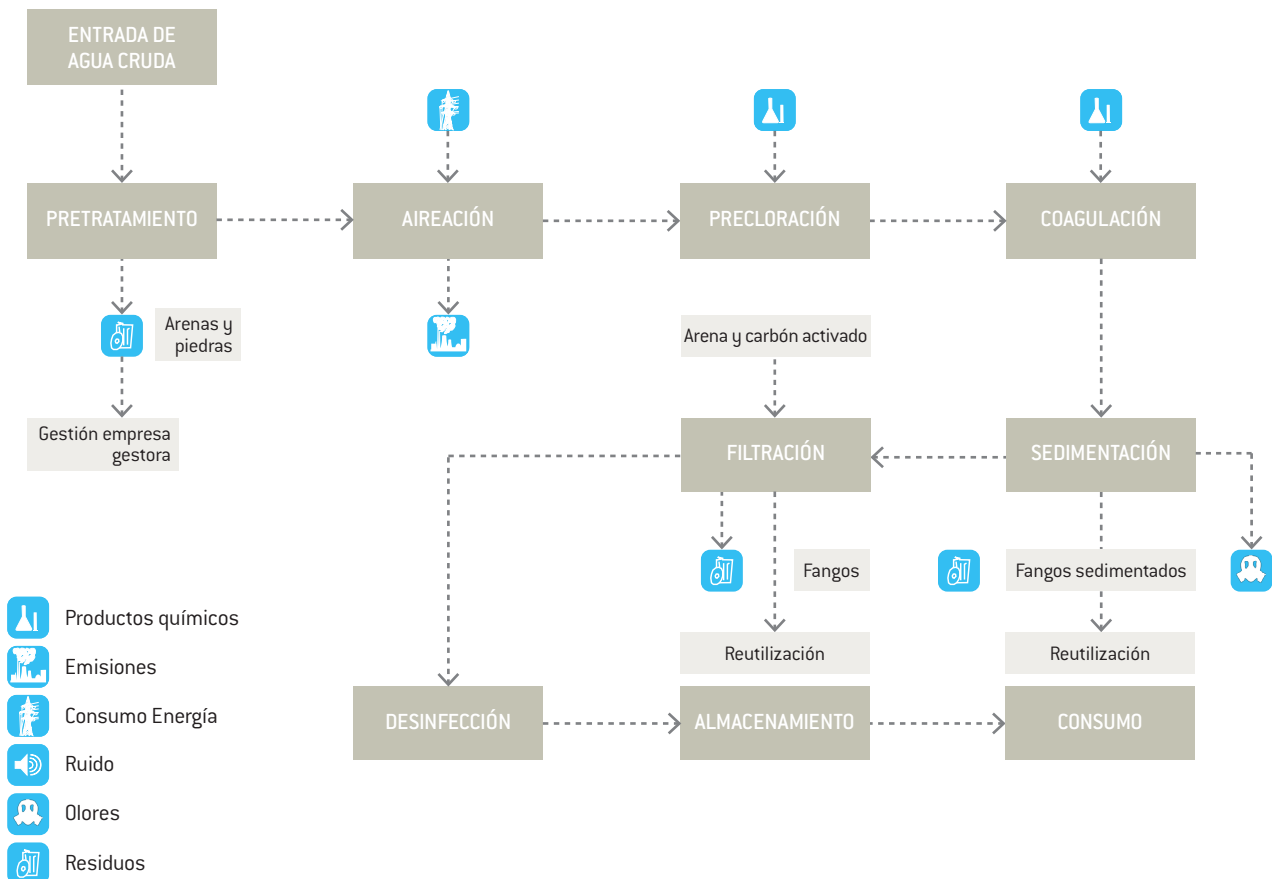 ENTRADA DE
AGUA CRUDA
PRETRATAMIENTO
AIREACIÓN
PRECLORACIÓN
COAGULACIÓN
Arenas y
piedras
Arena y carbón activado
Gestión empresa
gestora
FILTRACIÓN
SEDIMENTACIÓN
Fangos
Fangos sedimentados
Reutilización
Reutilización
DESINFECCIÓN
ALMACENAMIENTO
CONSUMO
Productos químicos
Emisiones
Consumo Energía
Ruido
Olores
Residuos